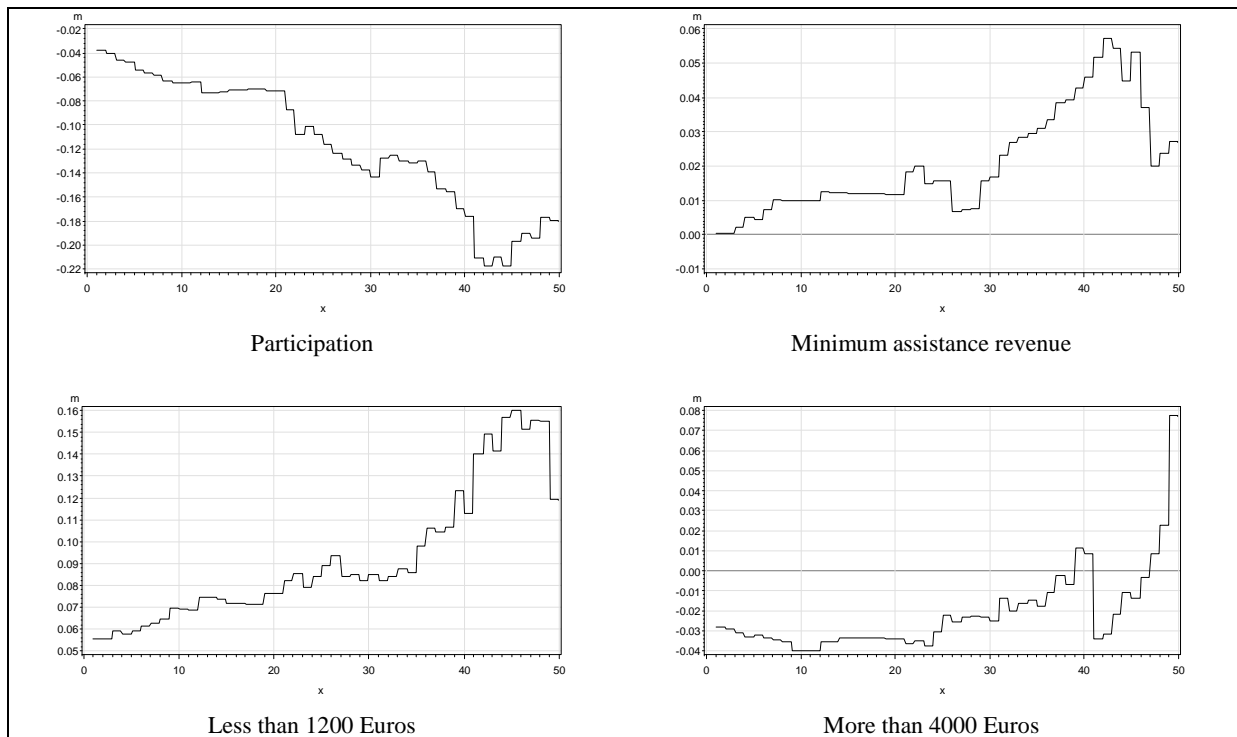 m
-0.02
-0.04
-0.06
-0.08
-0.10
-0.12
-0.14
-0.16
-0.18
-0.20
-0.22
0 10 20 30 40 50
x
Participation
m
0.06
0.05
0.04
0.03
0.02
0.01
0.00
-0.01
0 10 20 30 40 50
x
Minimum assistance revenue
m
0.16
0.15
0.13
0.12
0.11
0.09
0.08
0.07
0.06
0.05
0 10 20 30 40 50
x
Less than 1200 Euros
m
0.08
0.07
0.06
0.05
0.04
0.03
0.02
0.01
0.00
-0.01
-0.02
-0.03
-0.04
0 10 20 30 40 50
x
More than 4000 Euros